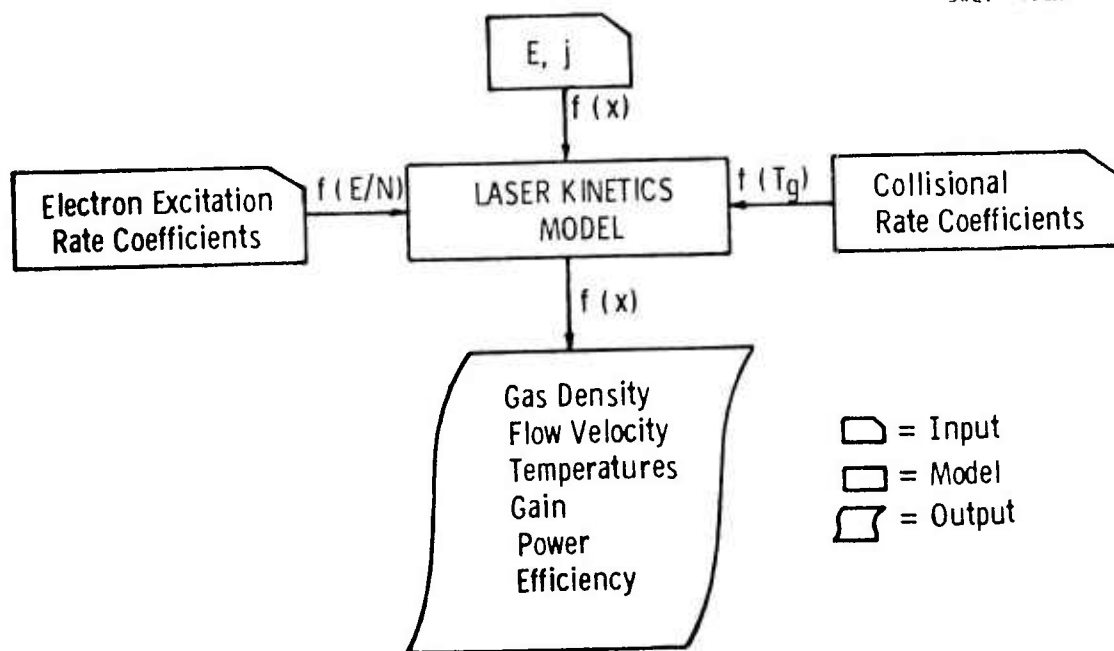 E, j
f (x)
Electron Excitation
Rate Coefficients
f (E/N)
LASER KINETICS
MODEL
f (Tg)
Collisional
Rate Coefficients
f (x)
Gas Density
Flow Velocity
Temperatures
Gain
Power
Efficiency
= Input
= Model
= Output